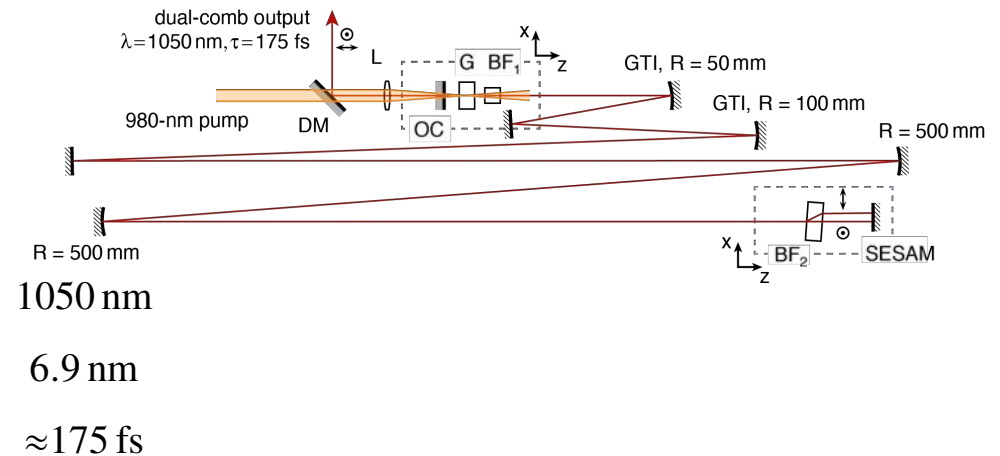 dual-comb output
λ=1050 nm, τ=175 fs
L
x
z
G BF₁
GTI, R = 50 mm
GTI, R = 100 mm
980-nm pump
DM
OC
R = 500 mm
R = 500 mm
x
z
BF₂
SESAM
1050 nm
6.9 nm
≈175 fs